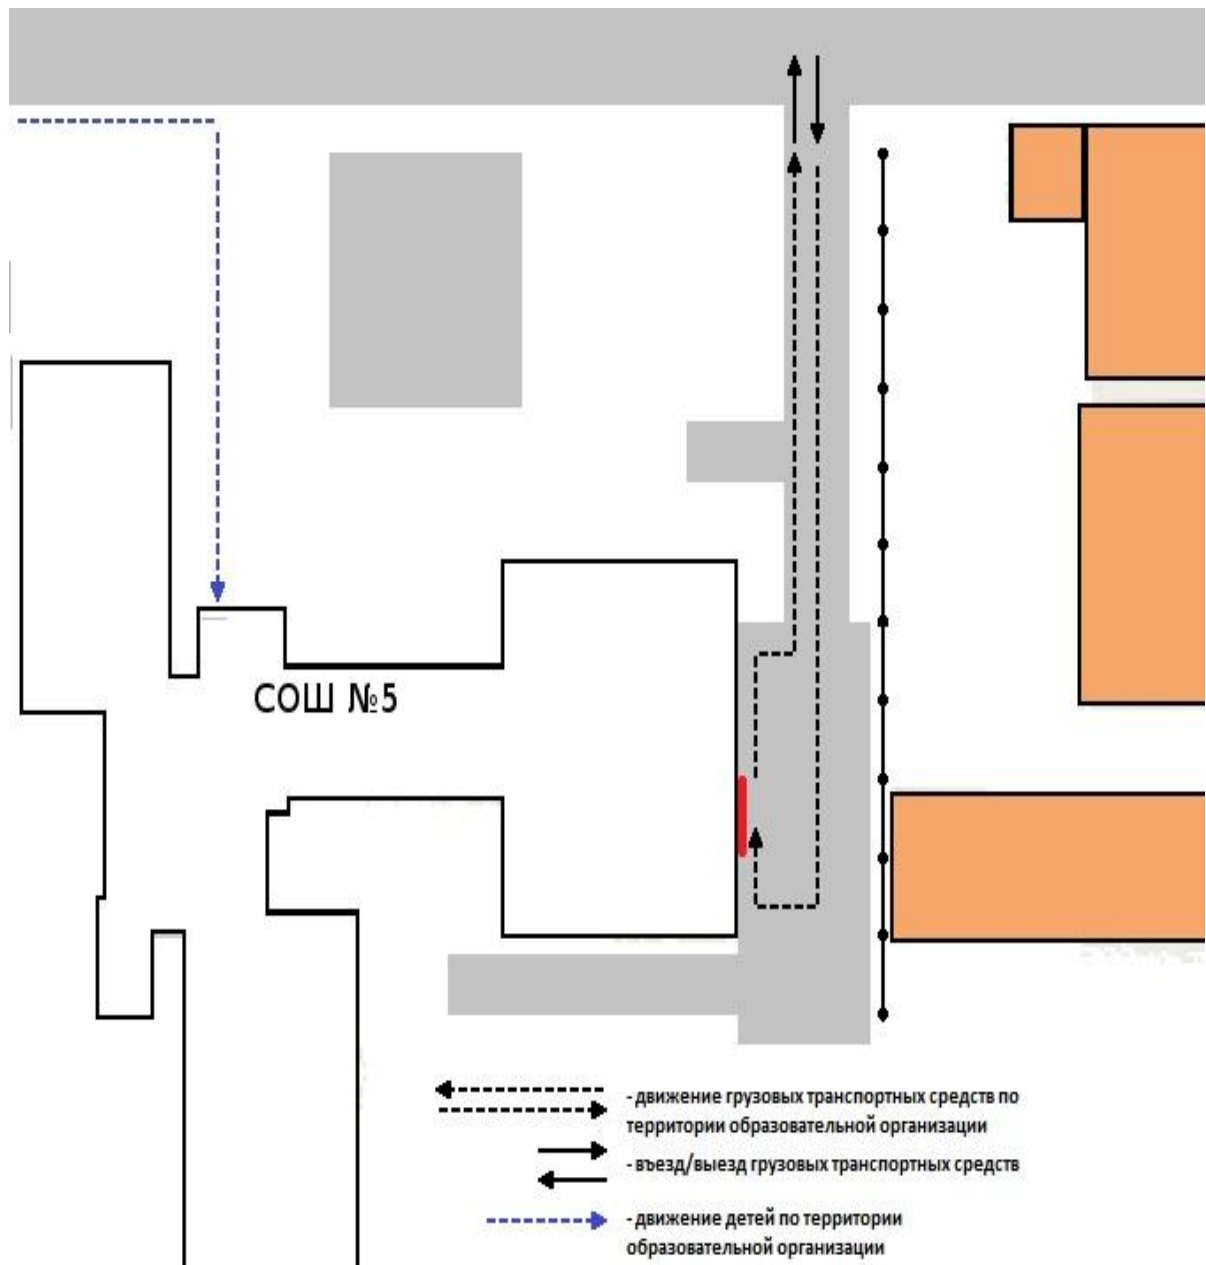 СОШ №5
- движение грузовых транспортных средств по
территории образовательной организации
- въезд/выезд грузовых транспортных средств
- движение детей по территории
образовательной организации